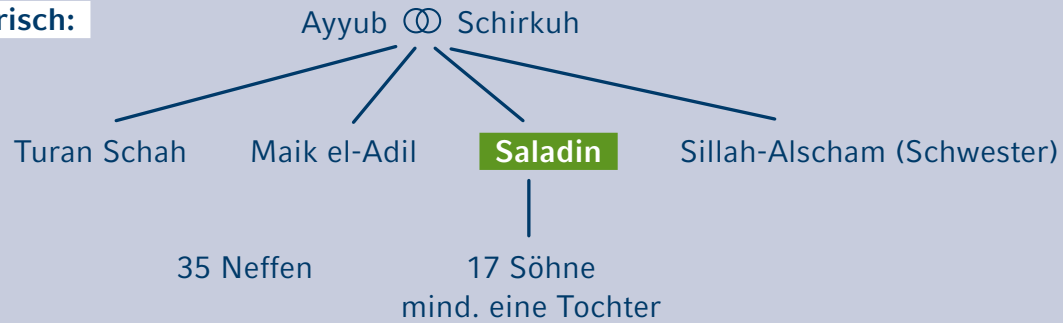 risch:
Ayyub ⚭ Schirkuh
Turan Schah Maik el-Adil Saladin Sillah-Alscham (Schwester)
35 Neffen 17 Söhne
mind. eine Tochter